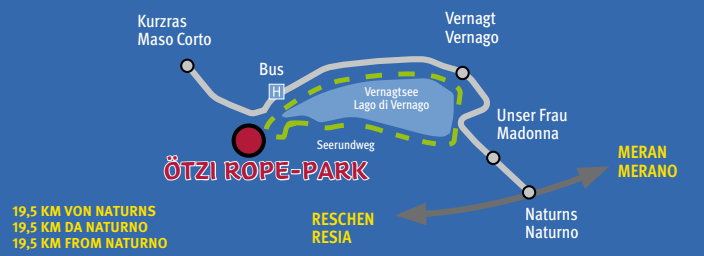 Kurzras
Maso Corto
Vernagt
Vernago
Bus
H
Vernagtsee
Lago di Vernago
Unser Frau
Madonna
Seerundweg
ÖTZI ROPE-PARK
MERAN
MERANO
19,5 KM VON NATURNS
19,5 KM DA NATURNO
19,5 KM FROM NATURNO
RESCHEN
RESIA
Naturns
Naturno